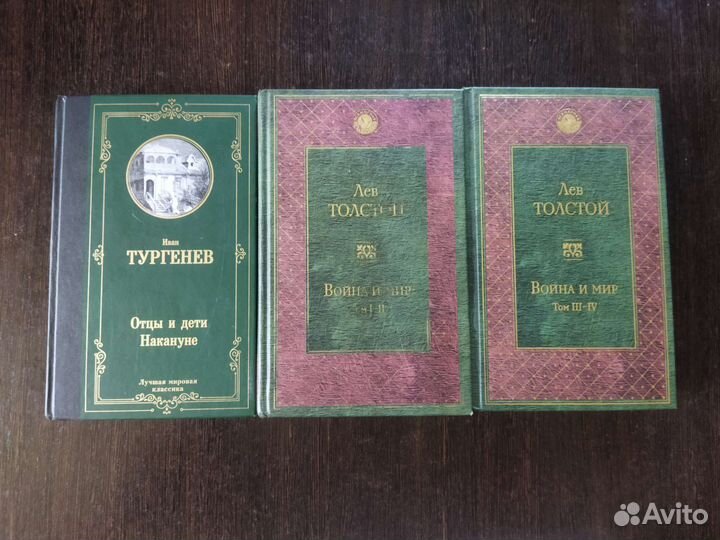 Иван
ТУРГЕНЕВ
Отцы и дети
Накануне
Лучшая мировая
классика
Лев
ТОЛСТОЙ
Война и мир
Лев
ТОЛСТОЙ
Война и мир
Том III-IV
Avito